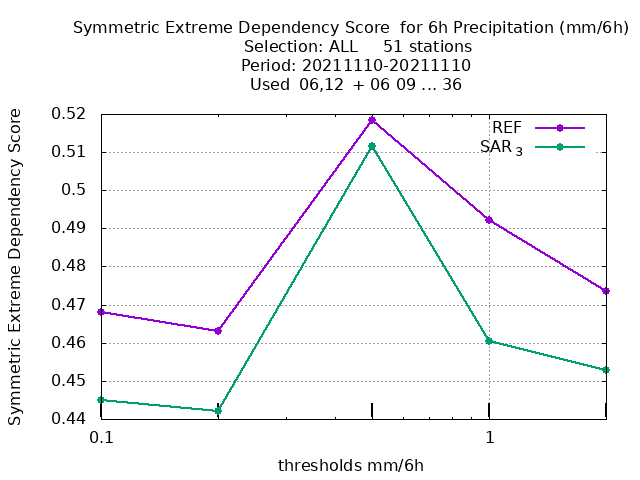 Symmetric Extreme Dependency Score  for 6h Precipitation (mm/6h)
Selection: ALL     51 stations
Period: 20211110-20211110
Used  06,12  + 06 09 ... 36
Symmetric Extreme Dependency Score
0.52
0.51
0.5
0.49
0.48
0.47
0.46
0.45
0.44
REF
SAR 3
0.1
1
thresholds mm/6h